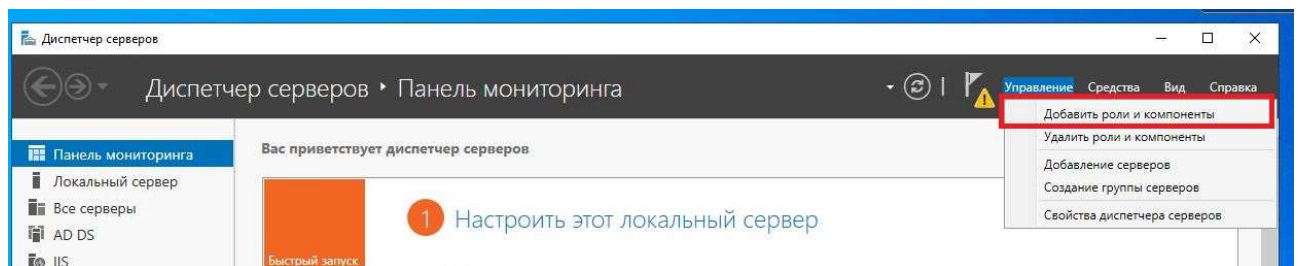 Диспетчер серверов
Диспетчер серверов ‣ Панель мониторинга
Управление Средства Вид Справка
Добавить роли и компоненты
Удалить роли и компоненты
Добавление серверов
Создание группы серверов
Свойства диспетчера серверов
Панель мониторинга
Локальный сервер
Все серверы
AD DS
IIS
Вас приветствует диспетчер серверов
1 Настроить этот локальный сервер
Быстрый запуск